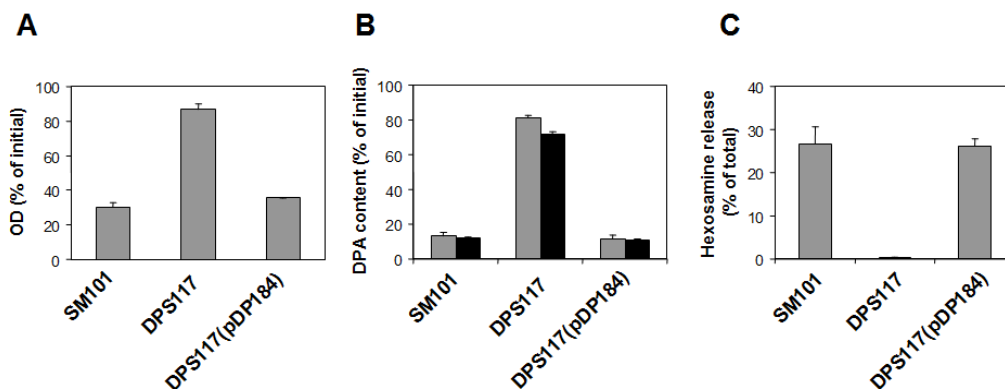 A
OD (% of initial)
100
80
60
40
20
0
SM101
DPS117
DPS117(pDP184)
B
DPA content (% of initial)
100
80
60
40
20
0
SM101
DPS117
DPS117(pDP184)
C
Hexosamine release
(% of total)
40
30
20
10
0
SM101
DPS117
DPS117(pDP184)